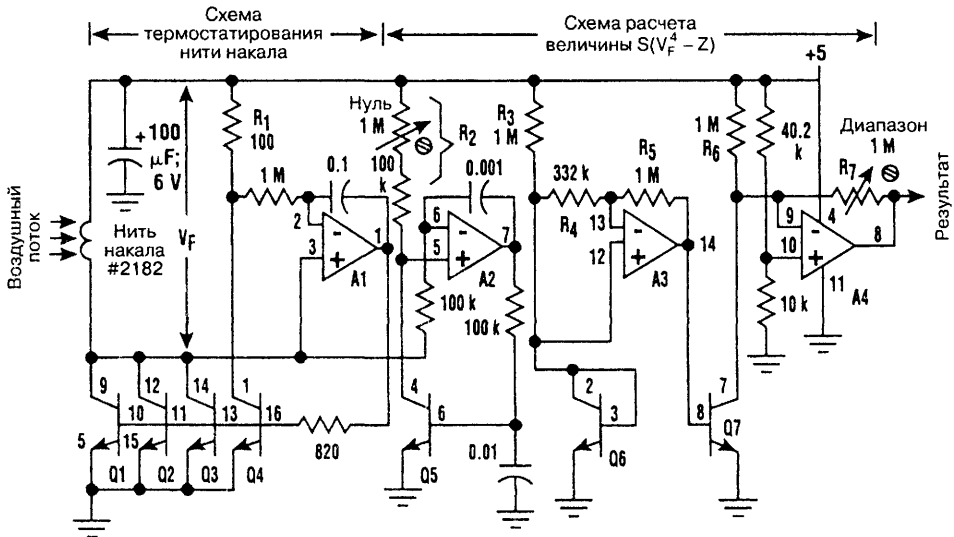 Схема
термостатирования
нити накала
Схема расчета
величины S(V_F^4 – Z)
+5
Нуль
1 M
R2
R1
100
+ 100
µF;
6 V
100
k
R3
1 M
1 M
R6
40.2
k
Диапазон
1 M
R7
Результат
1 M
0.1
0.001
332 k
R4
R5
1 M
2
3
1
A1
6
5
7
A2
13
12
14
A3
9
10
4
8
11
A4
Воздушный
поток
Нить
накала
#2182
VF
100 k
100 k
10 k
9
10
5
Q1
12
11
15
Q2
14
13
Q3
1
16
Q4
820
4
6
Q5
0.01
2
3
Q6
7
8
Q7